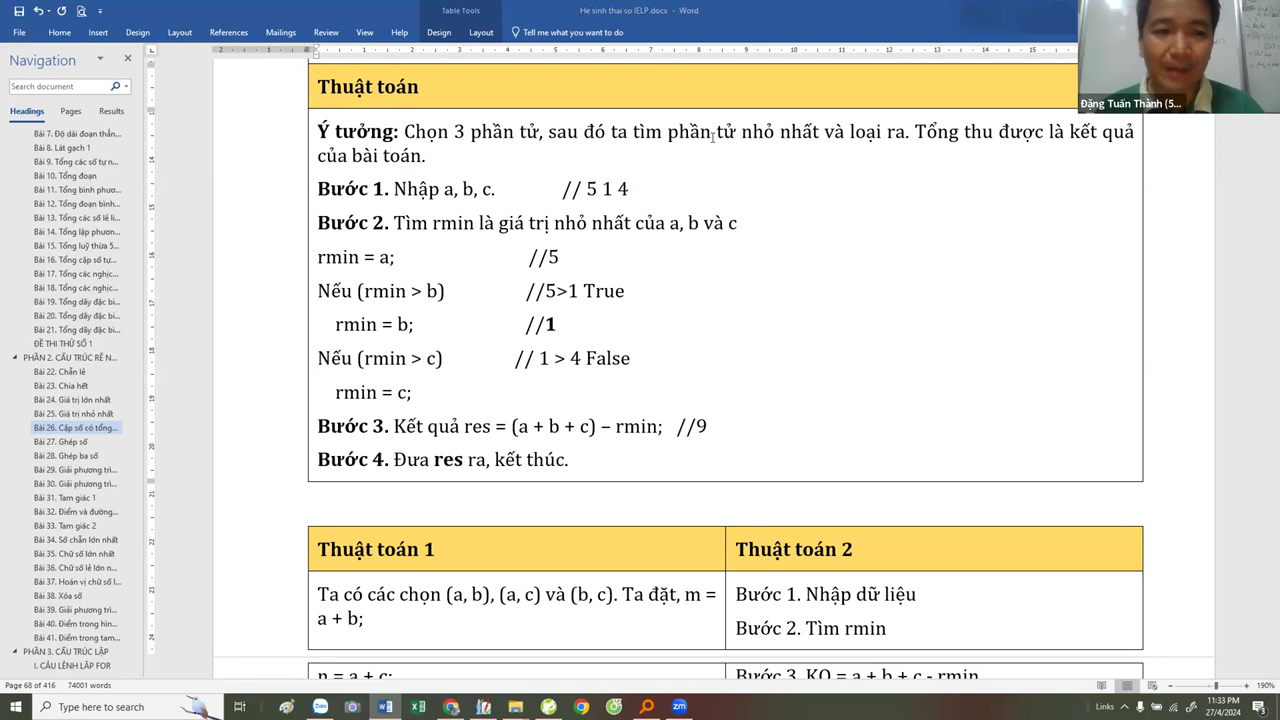 Table Tools
He sinh thai so IELP.docx - Word
File Home Insert Design Layout References Mailings Review View Help Design Layout Tell me what you want to do
Đặng Tuấn Thành (5...
Navigation
Search document
Headings Pages Results
Bài 7. Độ dài đoạn thẳn...
Bài 8. Lát gạch 1
Bài 9. Tổng các số tự n...
Bài 10. Tổng đoạn
Bài 11. Tổng bình phươ...
Bài 12. Tổng đoạn bình...
Bài 13. Tổng các số lẻ li...
Bài 14. Tổng lập phươn...
Bài 15. Tổng luỹ thừa 5...
Bài 16. Tổng cấp số tự...
Bài 17. Tổng các nghịc...
Bài 18. Tổng các nghịc...
Bài 19. Tổng dãy đặc bi...
Bài 20. Tổng dãy đặc bi...
Bài 21. Tổng dãy đặc bi...
ĐỀ THI THỬ SỐ 1
PHẦN 2. CẤU TRÚC RẼ N...
Bài 22. Chẵn lẻ
Bài 23. Chia hết
Bài 24. Giá trị lớn nhất
Bài 25. Giá trị nhỏ nhất
Bài 26. Cặp số có tổng...
Bài 27. Ghép số
Bài 28. Ghép ba số
Bài 29. Giải phương trì...
Bài 30. Giải phương trì...
Bài 31. Tam giác 1
Bài 32. Điểm và đường...
Bài 33. Tam giác 2
Bài 34. Số chẵn lớn nhất
Bài 35. Chữ số lớn nhất
Bài 36. Chữ số lẻ lớn n...
Bài 37. Hoán vị chữ số l...
Bài 38. Xóa số
Bài 39. Giải phương trì...
Bài 40. Điểm trong hìn...
Bài 41. Điểm trong tam...
PHẦN 3. CẤU TRÚC LẶP
I. CÂU LỆNH LẶP FOR
Thuật toán
Ý tưởng: Chọn 3 phần tử, sau đó ta tìm phần tử nhỏ nhất và loại ra. Tổng thu được là kết quả
của bài toán.
Bước 1. Nhập a, b, c. // 5 1 4
Bước 2. Tìm rmin là giá trị nhỏ nhất của a, b và c
rmin = a; //5
Nếu (rmin > b) //5>1 True
rmin = b; //1
Nếu (rmin > c) // 1 > 4 False
rmin = c;
Bước 3. Kết quả res = (a + b + c) – rmin; //9
Bước 4. Đưa res ra, kết thúc.
Thuật toán 1
Ta có các chọn (a, b), (a, c) và (b, c). Ta đặt, m =
a + b;
n = a + c;
Thuật toán 2
Bước 1. Nhập dữ liệu
Bước 2. Tìm rmin
Bước 3. KQ = a + b + c - rmin
Page 68 of 416 74001 words
190%
Type here to search
Links
11:33 PM
27/4/2024